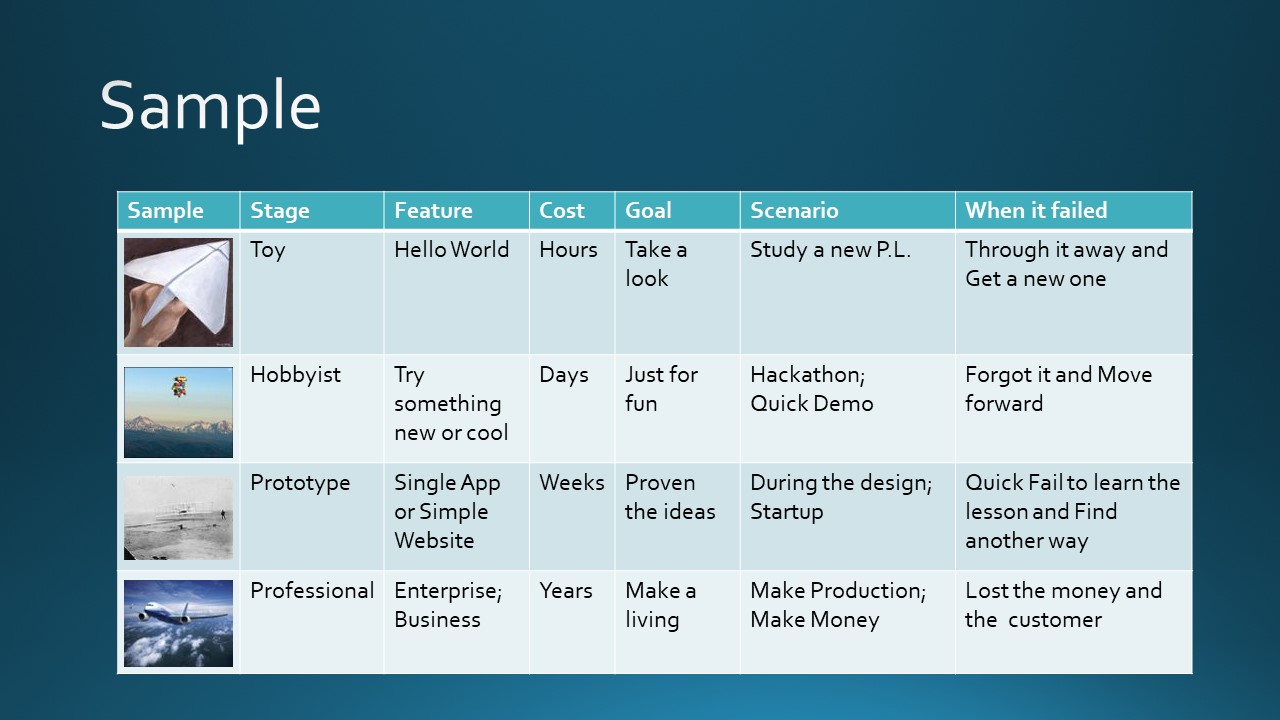 Sample
Sample Stage Feature Cost Goal Scenario When it failed
Toy
Hello World
Hours
Take a
look
Study a new P.L.
Through it away and
Get a new one
Hobbyist
Try
something
new or cool
Days
Just for
fun
Hackathon;
Quick Demo
Forgot it and Move
forward
Prototype
Single App
or Simple
Website
Weeks
Proven
the ideas
During the design;
Startup
Quick Fail to learn the
lesson and Find
another way
Professional
Enterprise;
Business
Years
Make a
living
Make Production;
Make Money
Lost the money and
the  customer